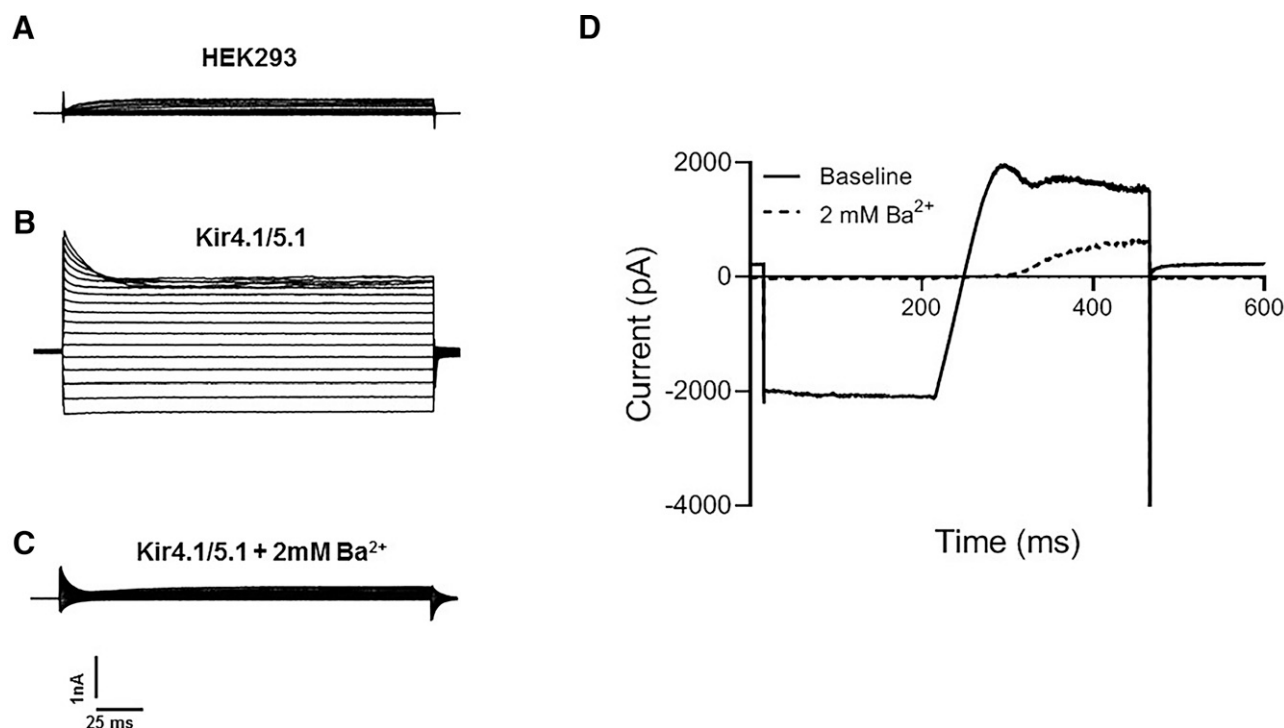 A
HEK293
B
Kir4.1/5.1
C
Kir4.1/5.1 + 2mM Ba²⁺
1nA
25 ms
D
Current (pA)
2000
0
-2000
-4000
Baseline
2 mM Ba²⁺
200
400
600
Time (ms)